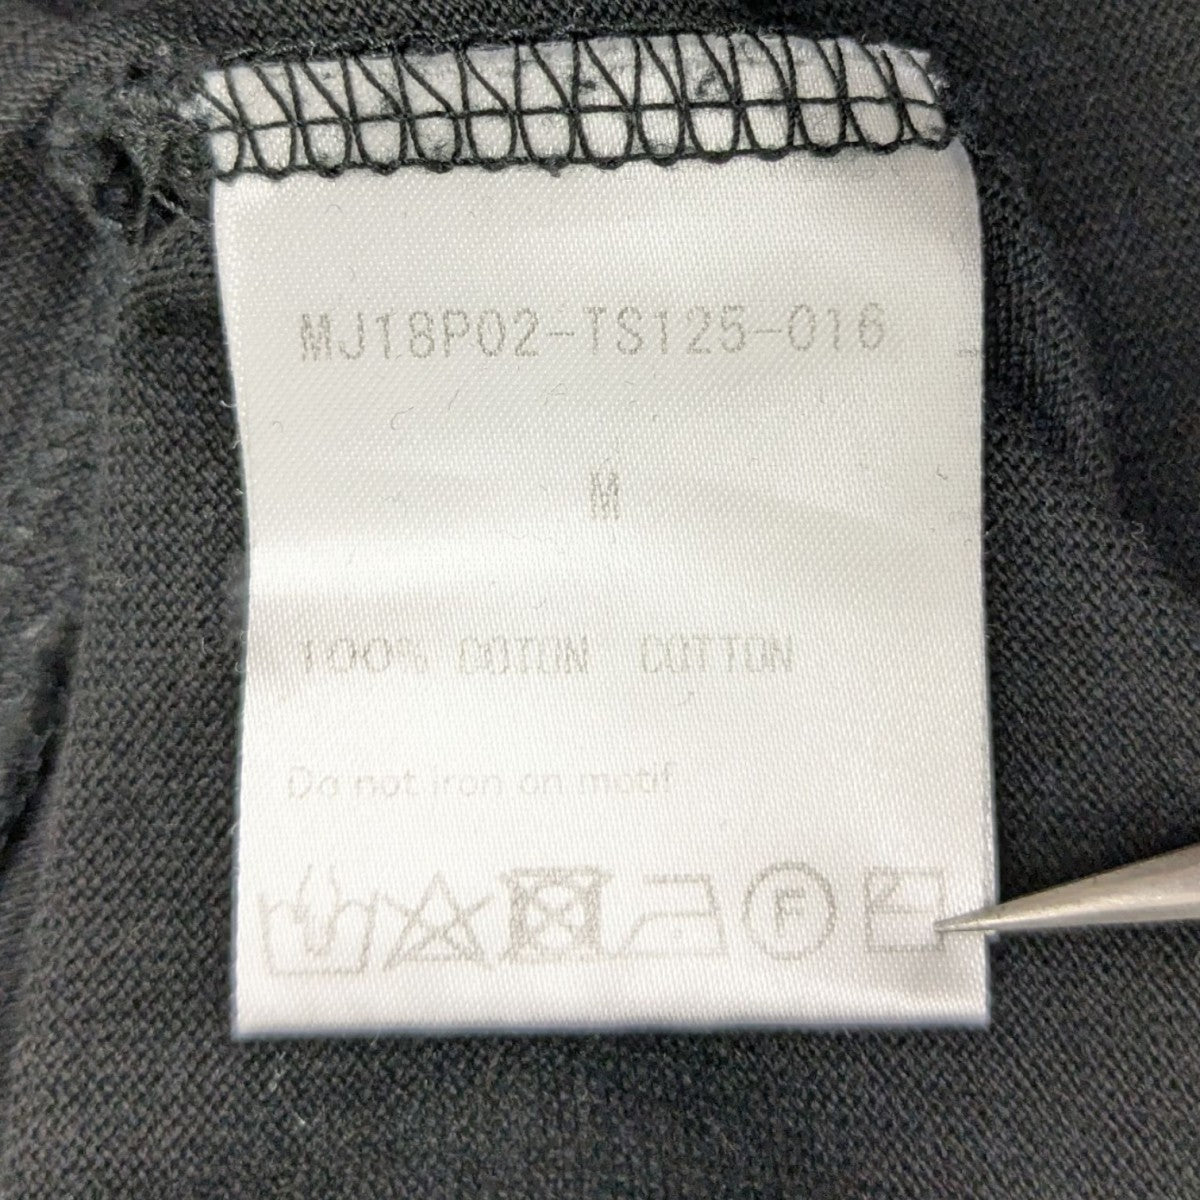 MJ18P02-TS125-016
M
100% COTON COTTON
Do not iron on motif
F